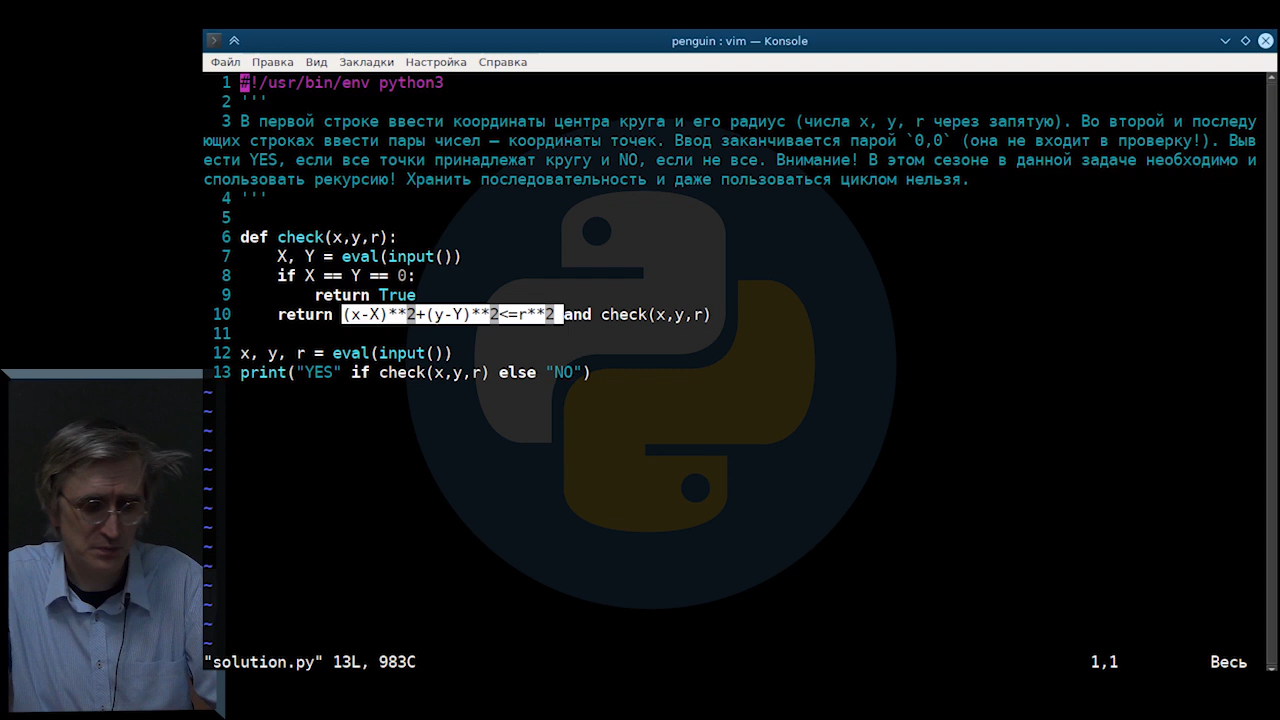 penguin : vim — Konsole
Файл Правка Вид Закладки Настройка Справка
1 #!/usr/bin/env python3
2 '''
3 В первой строке ввести координаты центра круга и его радиус (числа x, y, r через запятую). Во второй и последу
ющих строках ввести пары чисел — координаты точек. Ввод заканчивается парой `0,0` (она не входит в проверку!). Выв
ести YES, если все точки принадлежат кругу и NO, если не все. Внимание! В этом сезоне в данной задаче необходимо и
спользовать рекурсию! Хранить последовательность и даже пользоваться циклом нельзя.
4 '''
5
6 def check(x,y,r):
7     X, Y = eval(input())
8     if X == Y == 0:
9         return True
10     return (x-X)**2+(y-Y)**2<=r**2 and check(x,y,r)
11
12 x, y, r = eval(input())
13 print("YES" if check(x,y,r) else "NO")
~
~
~
~
~
~
~
~
~
~
~
~
~
~
"solution.py" 13L, 983C 1,1 Весь